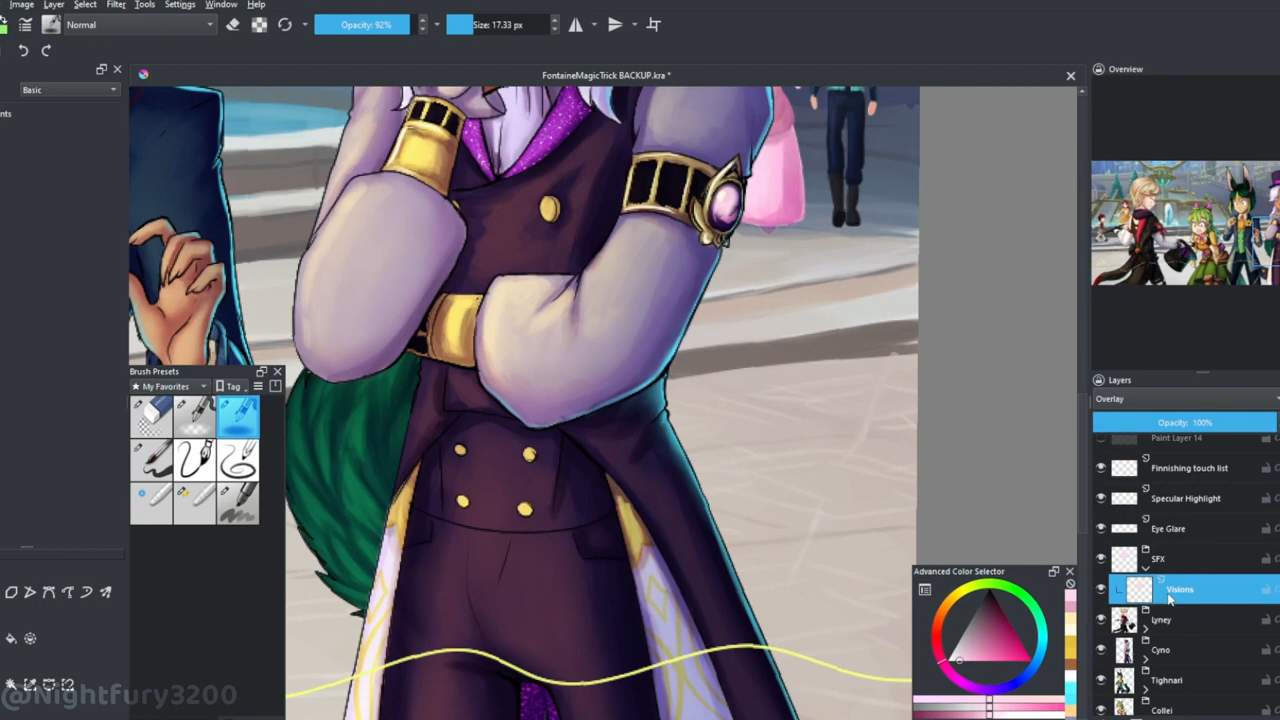 Image Layer Select Filter Tools Settings Window Help
Normal
Opacity: 92%
Size: 17.33 px
FontaineMagicTrick BACKUP.kra *
Overview
Basic
nts
Brush Presets
My Favorites
Tag
Layers
Overlay
Opacity: 100%
Paint Layer 14
Finnishing touch list
Specular Highlight
Eye Glare
SFX
Visions
Lyney
Cyno
Tighnari
Collei
Advanced Color Selector
@Nightfury3200